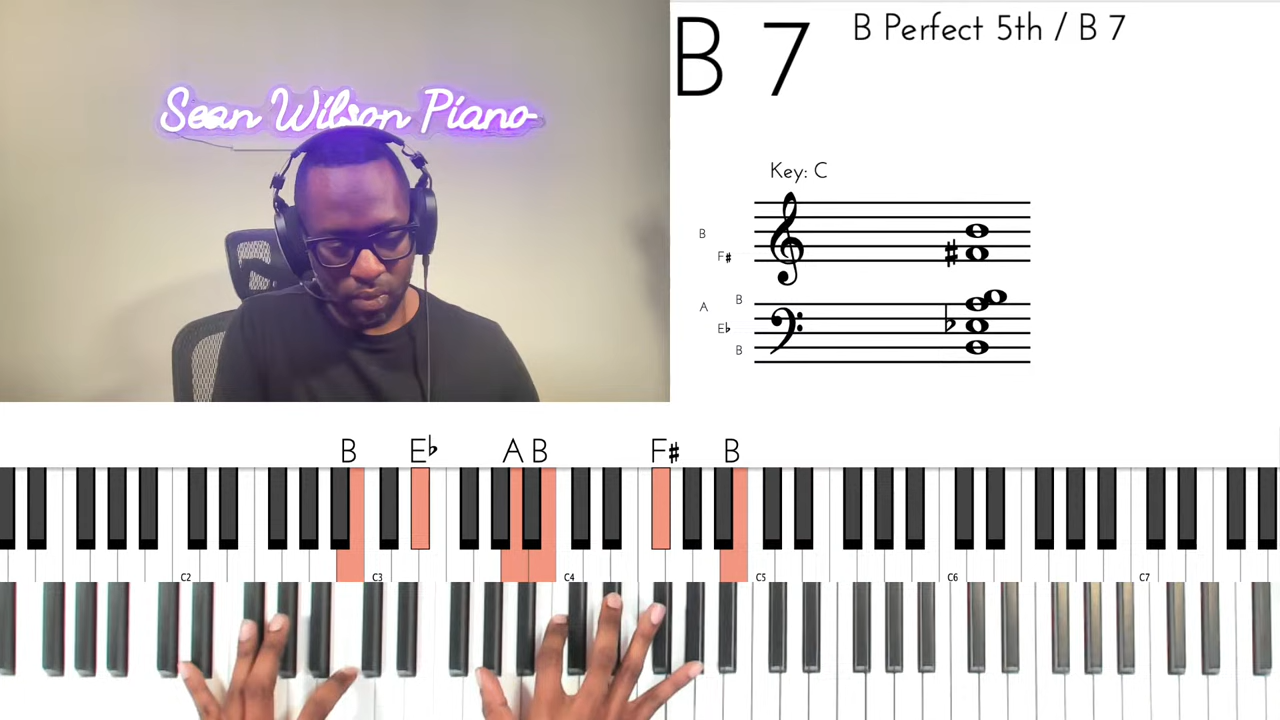 Sean Wilson Piano
B 7
B Perfect 5th / B 7
Key: C
B
F#
B
A
E♭
B
B E♭ A B F# B
C2 C3 C4 C5 C6 C7